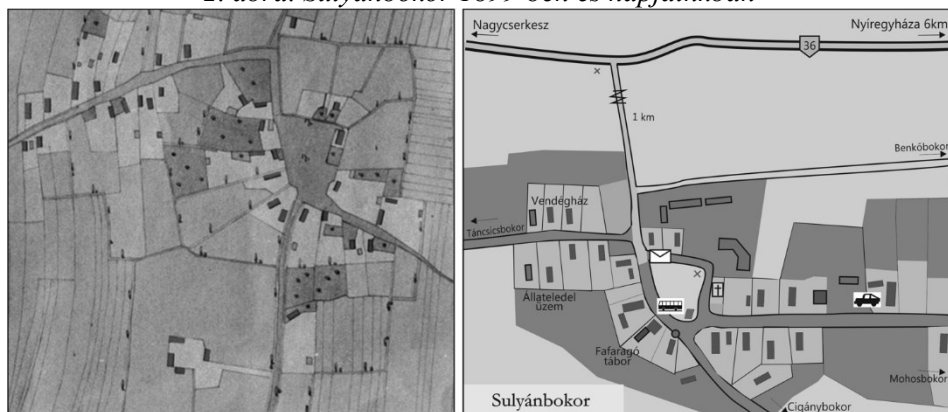 2. ábra. Sulyánbokor 1899-ben és napjainkban
Nagycserkesz
Nyíregyháza 6km
36
1 km
Benkőbokor
Vendégház
Táncsicsbokor
Állateledel
üzem
Fafaragó
tábor
Mohosbokor
Sulyánbokor
Cigánybokor